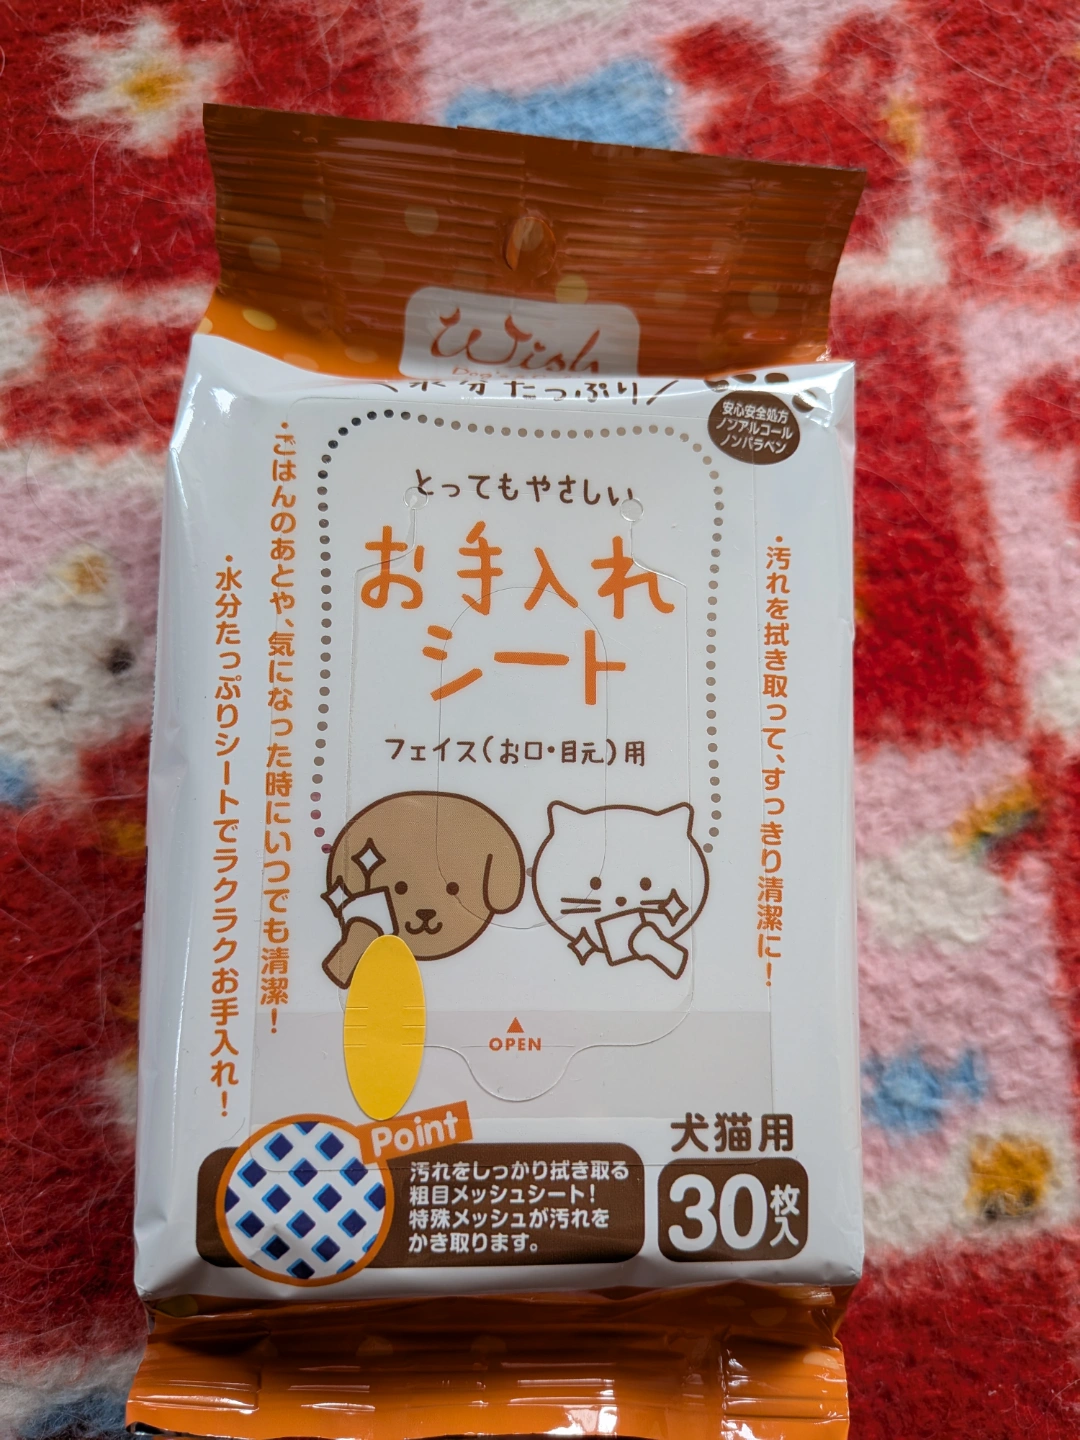 Wish
水分たっぷり
安心安全処方
ノンアルコール
ノンパラベン
とってもやさしい
お手入れ
シート
フェイス(お口・目元)用
・汚れを拭き取って、すっきり清潔に!
・ごはんのあとや、気になった時にいつでも清潔!
・水分たっぷりシートでラクラクお手入れ!
OPEN
Point
汚れをしっかり拭き取る
粗目メッシュシート!
特殊メッシュが汚れを
かき取ります。
犬猫用
30枚入